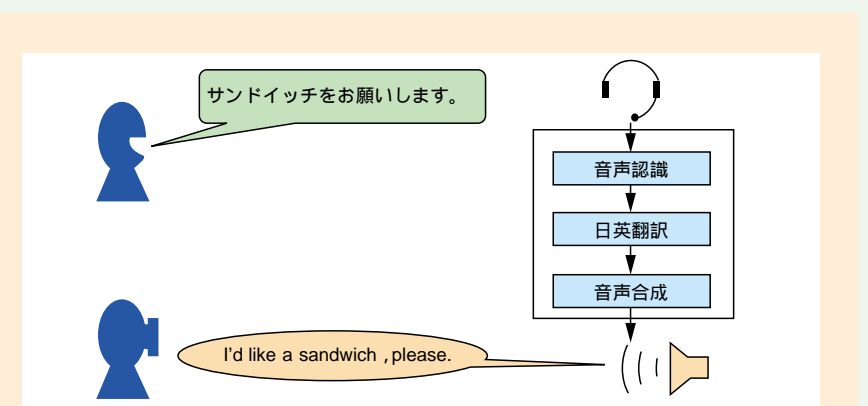 サンドイッチをお願いします。
音声認識
日英翻訳
音声合成
I'd like a sandwich , please.